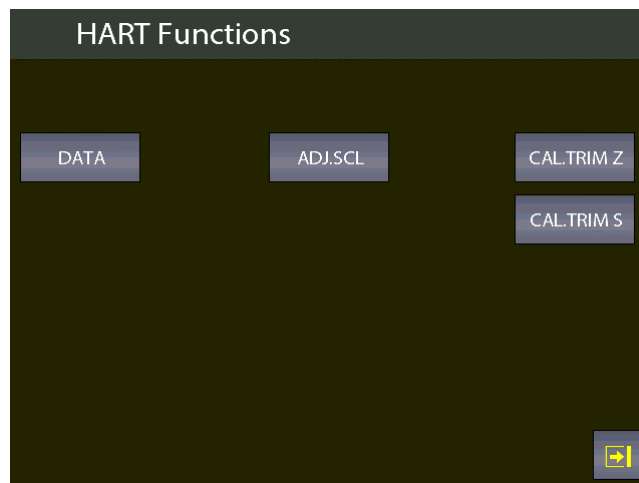 HART Functions
DATA
ADJ.SCL
CAL.TRIM Z
CAL.TRIM S